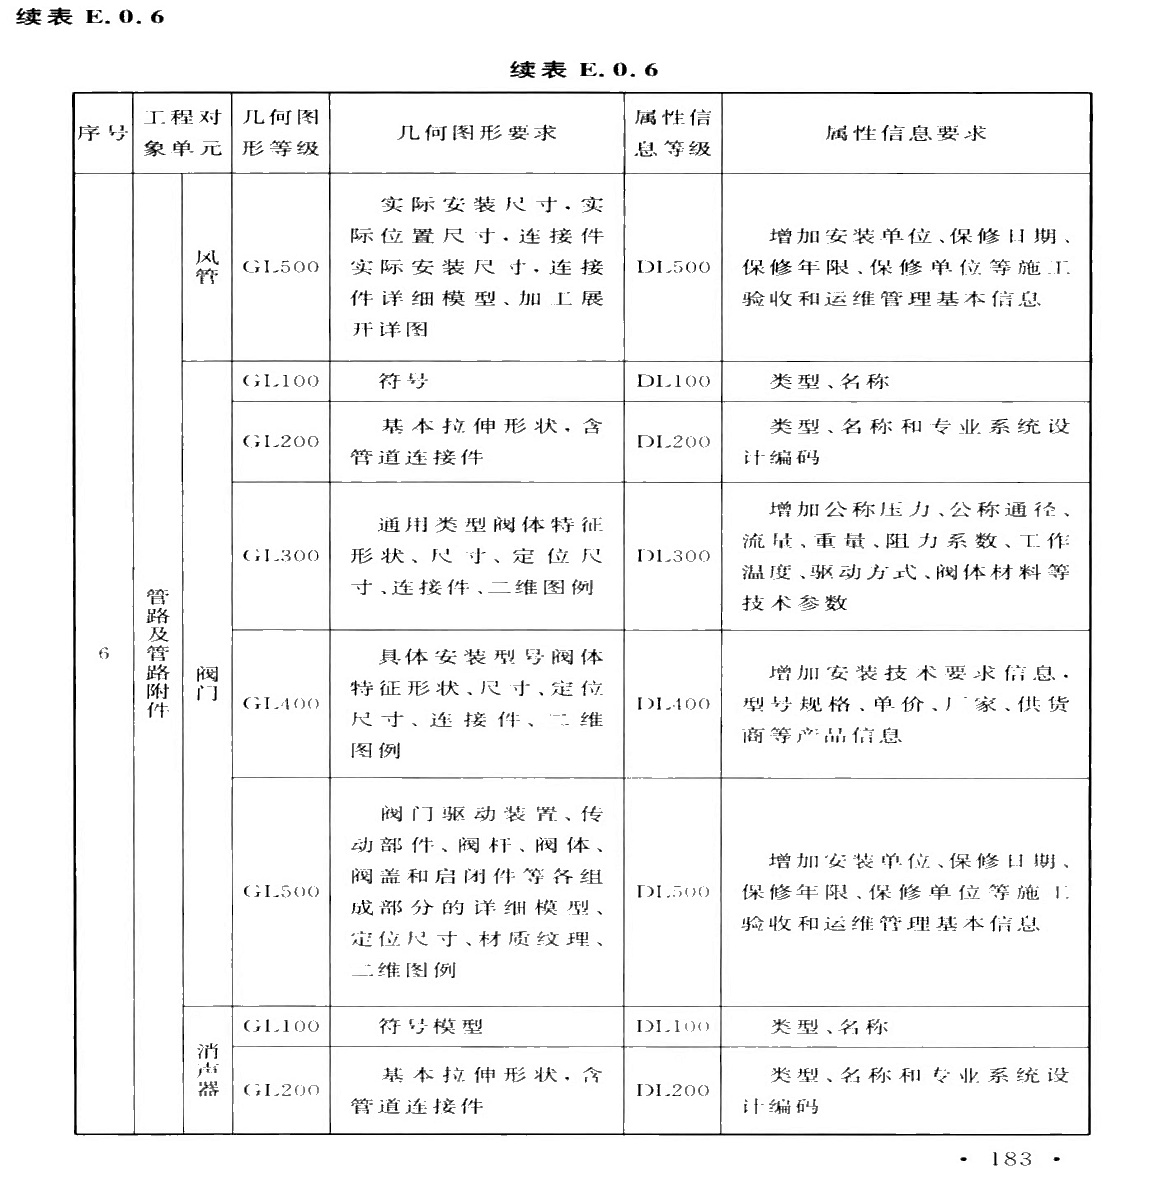 续表 E.0.6
续表 E.0.6
序号
工程对
象单元
几何图
形等级
几何图形要求
属性信
息等级
属性信息要求
6
管路及管路附件
风管
GL500
实际安装尺寸,实
际位置尺寸,连接件
实际安装尺寸,连接
件详细模型、加工展
开详图
DL500
增加安装单位、保修日期、
保修年限、保修单位等施工
验收和运维管理基本信息
阀门
GL100
符号
DL100
类型、名称
GL200
基本拉伸形状,含
管道连接件
DL200
类型、名称和专业系统设
计编码
GL300
通用类型阀体特征
形状、尺寸、定位尺
寸、连接件、二维图例
DL300
增加公称压力、公称通径、
流量、重量、阻力系数、工作
温度、驱动方式、阀体材料等
技术参数
GL400
具体安装型号阀体
特征形状、尺寸、定位
尺寸、连接件、二维
图例
DL400
增加安装技术要求信息,
型号规格、单价、厂家、供货
商等产品信息
GL500
阀门驱动装置、传
动部件、阀杆、阀体、
阀盖和启闭件等各组
成部分的详细模型、
定位尺寸、材质纹理、
二维图例
DL500
增加安装单位、保修日期、
保修年限、保修单位等施工
验收和运维管理基本信息
消声器
GL100
符号模型
DL100
类型、名称
GL200
基本拉伸形状,含
管道连接件
DL200
类型、名称和专业系统设
计编码
· 183 ·